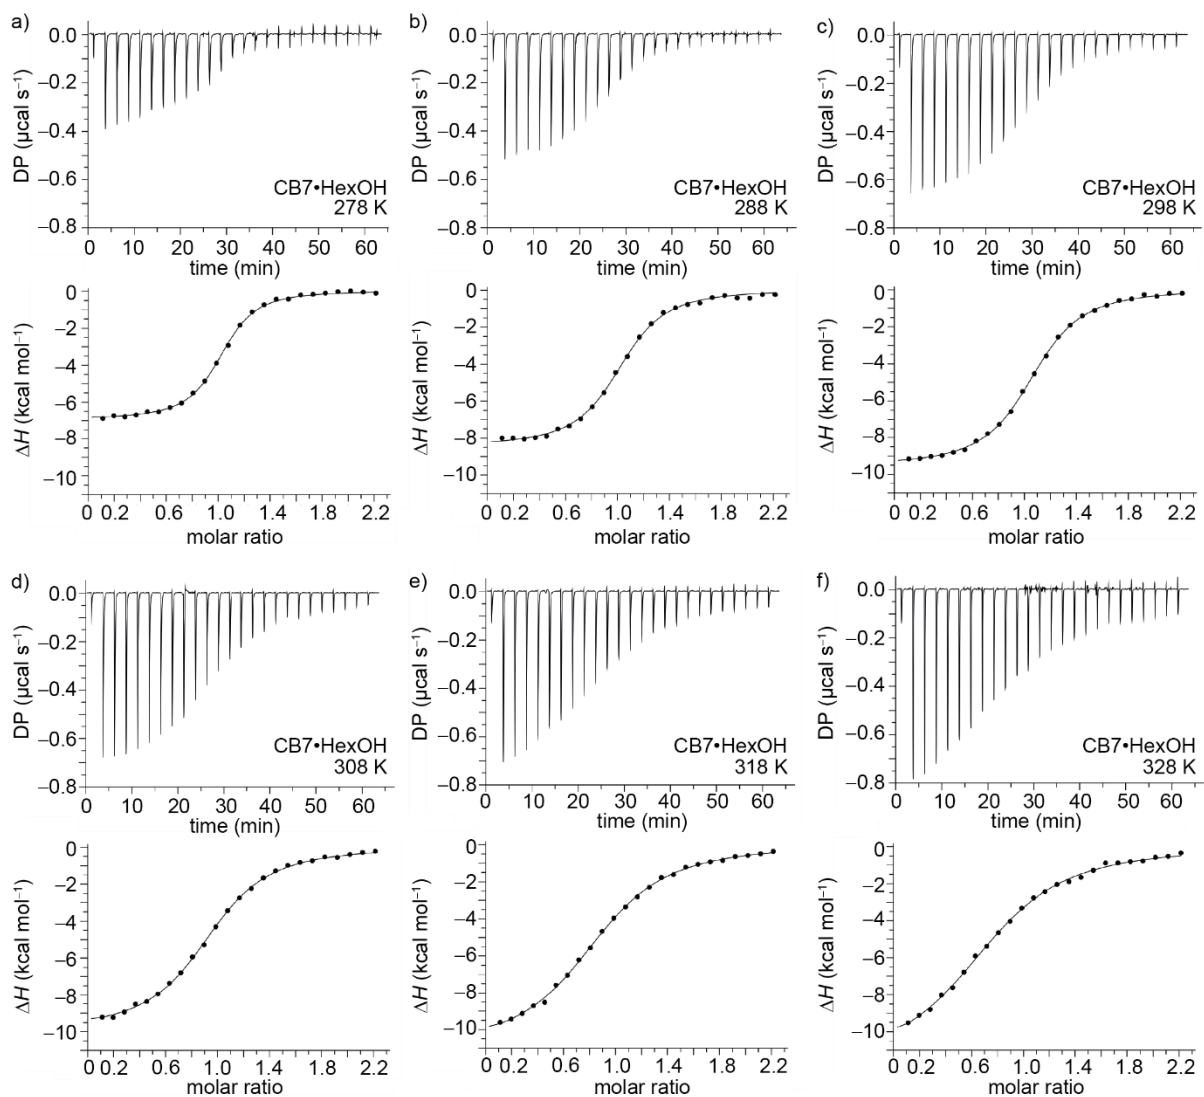 a)
0.0
−0.2
−0.4
−0.6
−0.8
DP (µcal s⁻¹)
CB7•HexOH
278 K
0 10 20 30 40 50 60
time (min)
0
−2
−4
−6
−8
−10
ΔH (kcal mol⁻¹)
0 0.2 0.6 1.0 1.4 1.8 2.2
molar ratio
b)
0.0
−0.2
−0.4
−0.6
−0.8
DP (µcal s⁻¹)
CB7•HexOH
288 K
0 10 20 30 40 50 60
time (min)
0
−2
−4
−6
−8
−10
ΔH (kcal mol⁻¹)
0 0.2 0.6 1.0 1.4 1.8 2.2
molar ratio
c)
0.0
−0.2
−0.4
−0.6
−0.8
DP (µcal s⁻¹)
CB7•HexOH
298 K
0 10 20 30 40 50 60
time (min)
0
−2
−4
−6
−8
−10
ΔH (kcal mol⁻¹)
0 0.2 0.6 1.0 1.4 1.8 2.2
molar ratio
d)
0.0
−0.2
−0.4
−0.6
−0.8
DP (µcal s⁻¹)
CB7•HexOH
308 K
0 10 20 30 40 50 60
time (min)
0
−2
−4
−6
−8
−10
ΔH (kcal mol⁻¹)
0 0.2 0.6 1.0 1.4 1.8 2.2
molar ratio
e)
0.0
−0.2
−0.4
−0.6
−0.8
DP (µcal s⁻¹)
CB7•HexOH
318 K
0 10 20 30 40 50 60
time (min)
0
−2
−4
−6
−8
−10
ΔH (kcal mol⁻¹)
0 0.2 0.6 1.0 1.4 1.8 2.2
molar ratio
f)
0.0
−0.2
−0.4
−0.6
−0.8
DP (µcal s⁻¹)
CB7•HexOH
328 K
0 10 20 30 40 50 60
time (min)
0
−2
−4
−6
−8
−10
ΔH (kcal mol⁻¹)
0 0.2 0.6 1.0 1.4 1.8 2.2
molar ratio